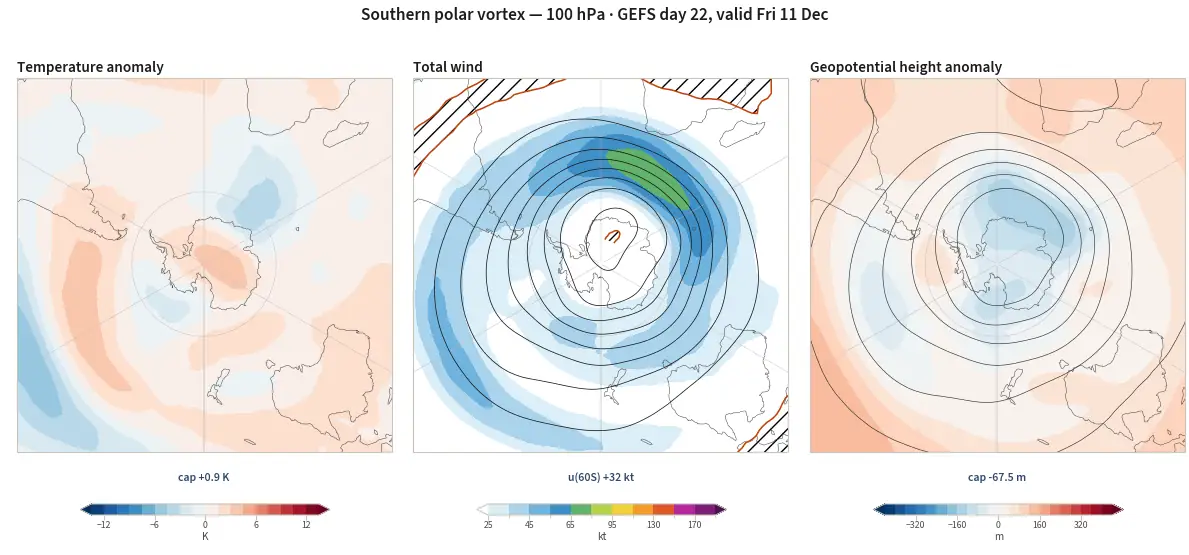 Southern polar vortex — 100 hPa · GEFS day 22, valid Fri 11 Dec
Temperature anomaly
Total wind
Geopotential height anomaly
cap +0.9 K
u(60S) +32 kt
cap -67.5 m
−12 −6 0 6 12
K
25 45 65 95 130 170
kt
−320 −160 0 160 320
m